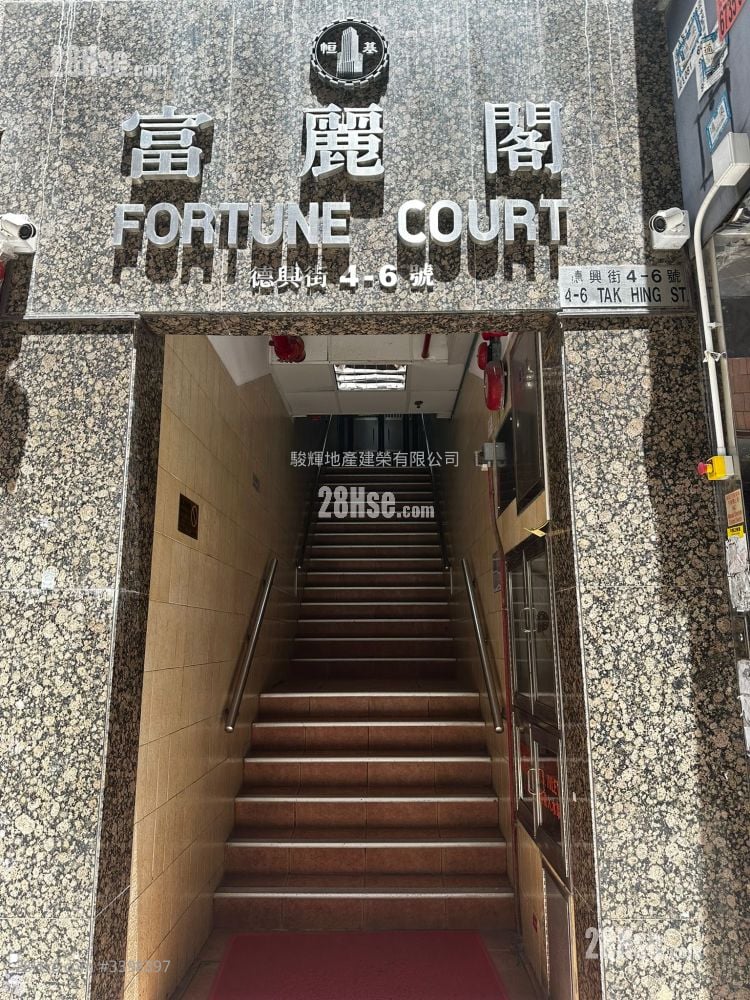 28Hse.com
恒 基
富麗閣
FORTUNE COURT
德興街 4-6 號
德興街 4-6 號
4-6 TAK HING ST.
駿輝地產建榮有限公司
28Hse.com
28Hse.com